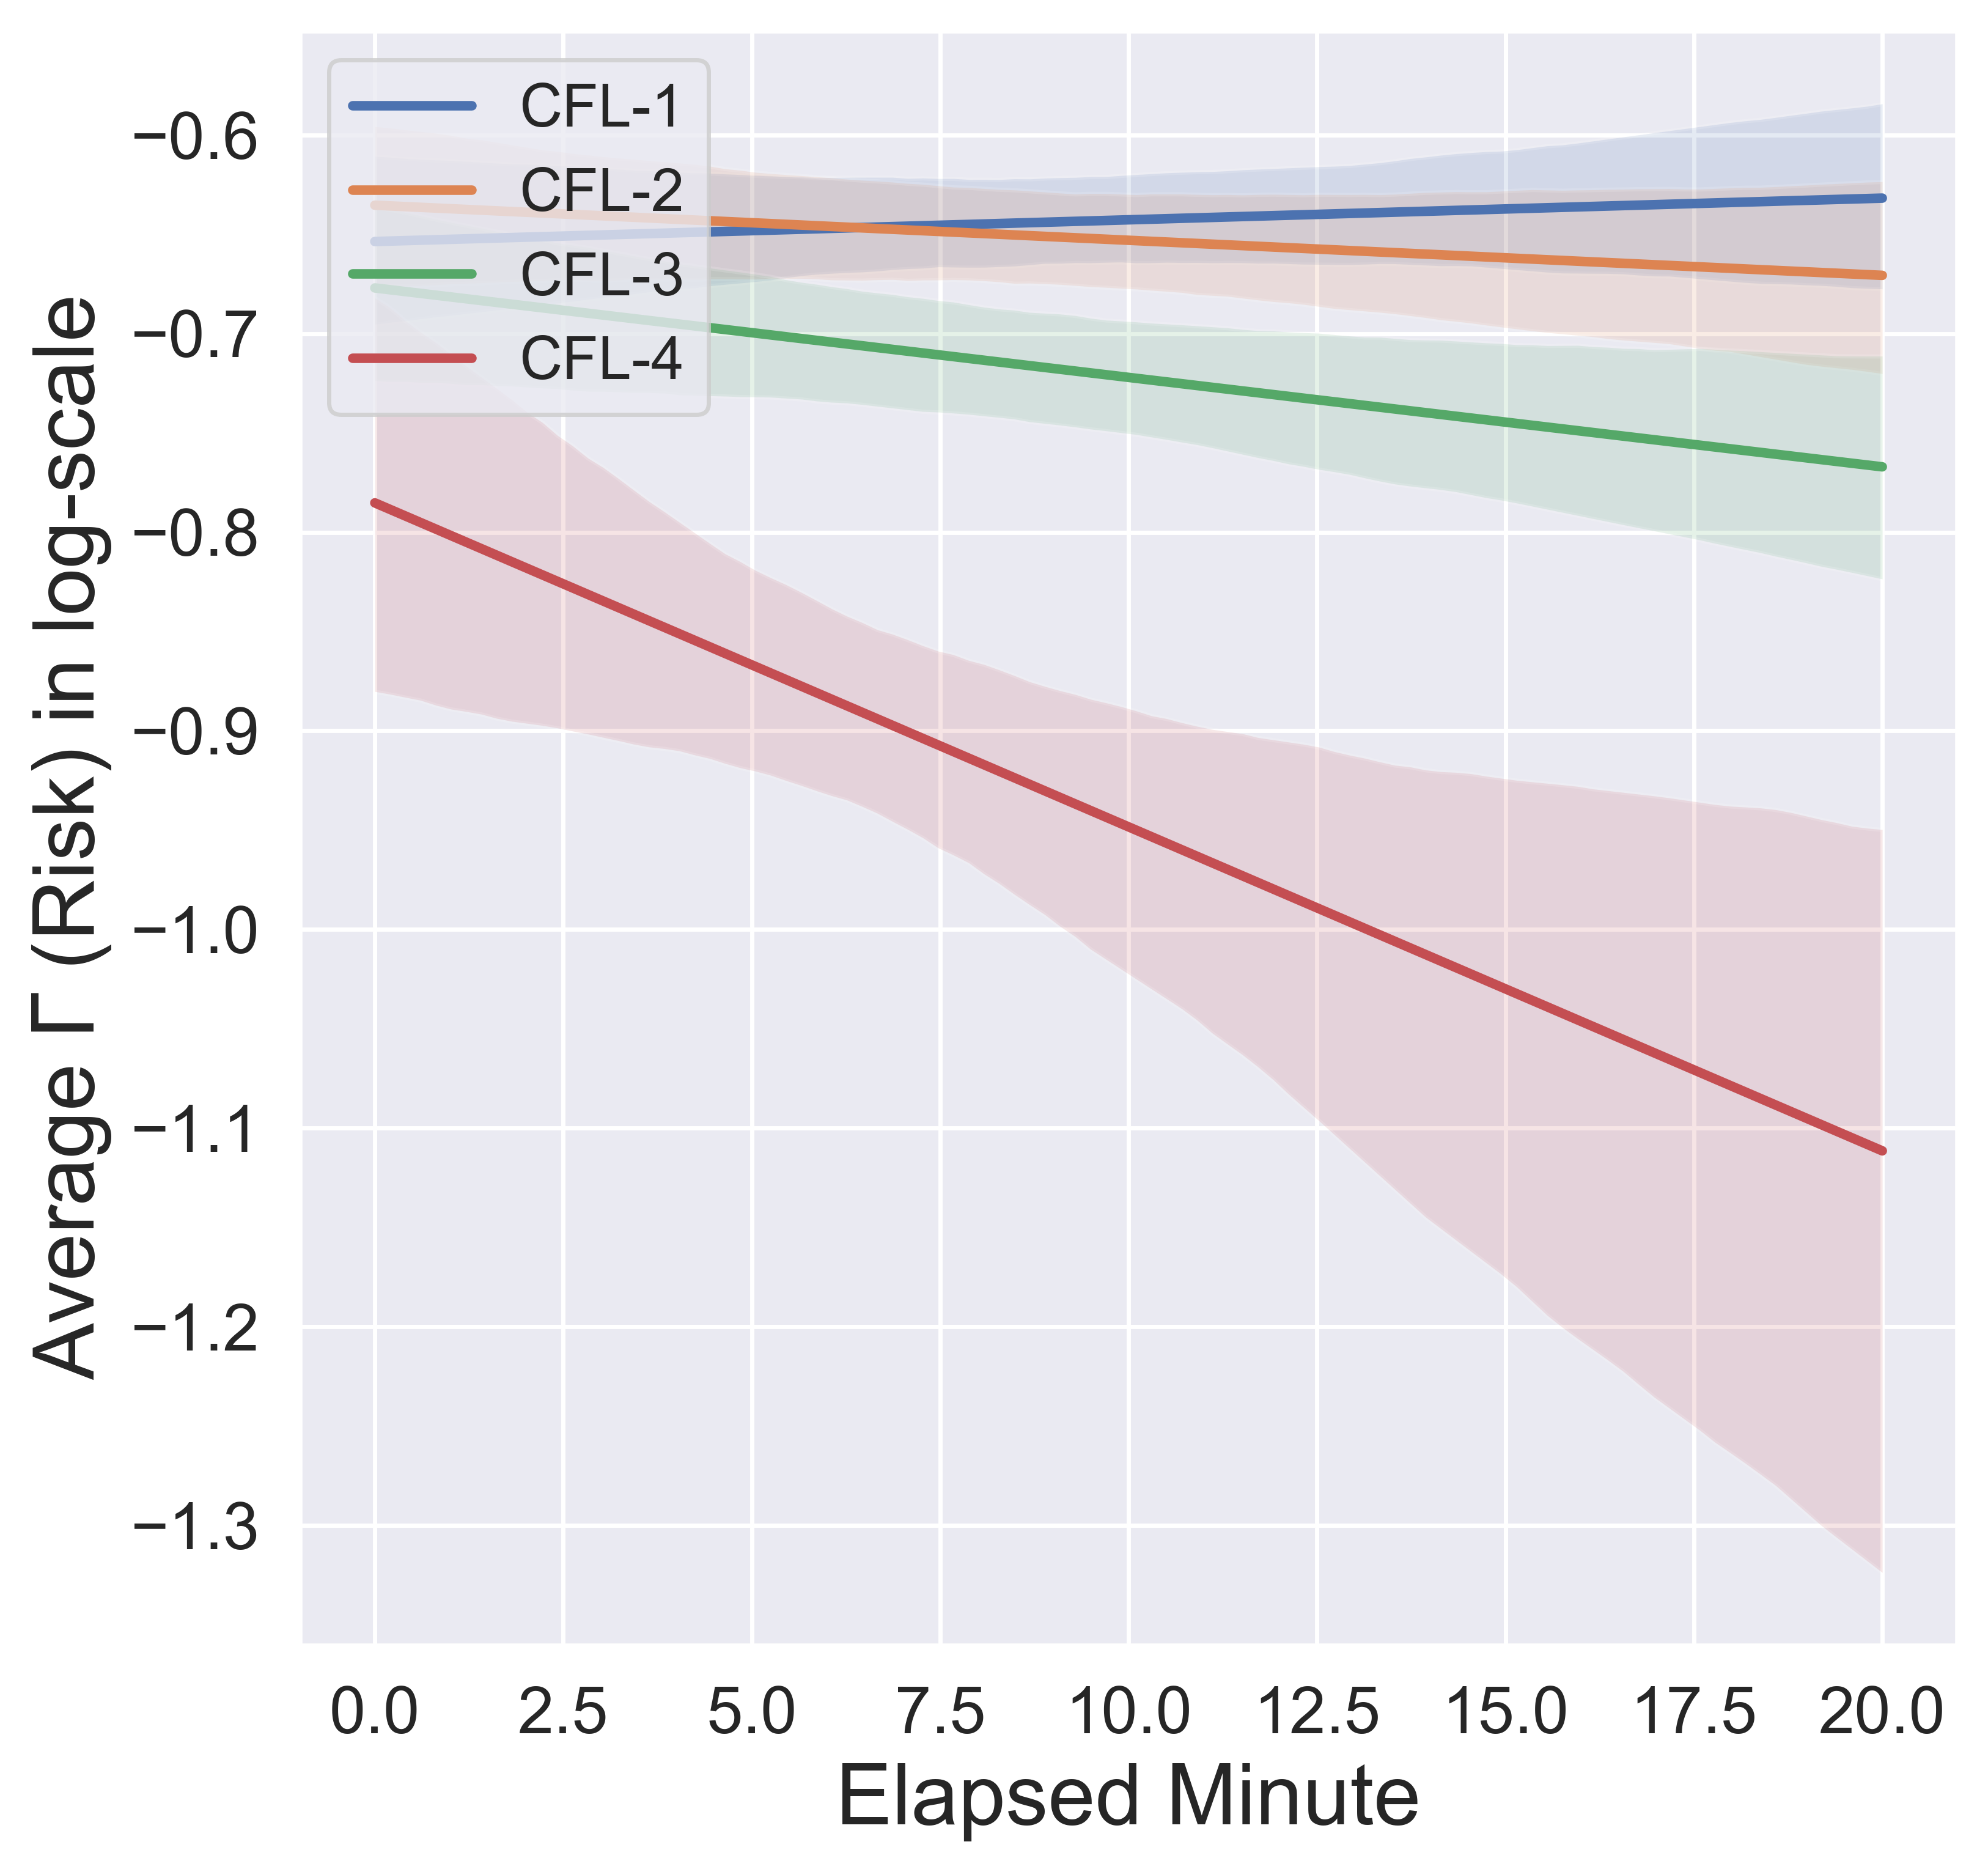 CFL-1
CFL-2
CFL-3
CFL-4
Average Γ (Risk) in log-scale
−0.6
−0.7
−0.8
−0.9
−1.0
−1.1
−1.2
−1.3
0.0 2.5 5.0 7.5 10.0 12.5 15.0 17.5 20.0
Elapsed Minute